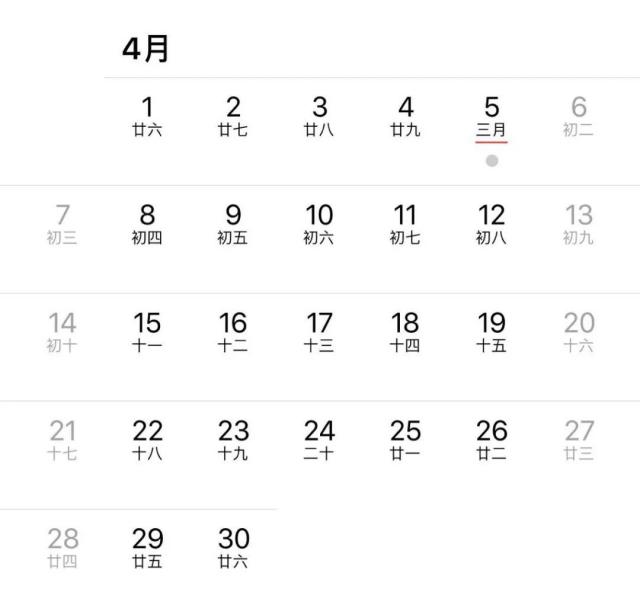 4月
1 2 3 4 5 6
廿六 廿七 廿八 廿九 三月 初二
7 8 9 10 11 12 13
初三 初四 初五 初六 初七 初八 初九
14 15 16 17 18 19 20
初十 十一 十二 十三 十四 十五 十六
21 22 23 24 25 26 27
十七 十八 十九 二十 廿一 廿二 廿三
28 29 30
廿四 廿五 廿六